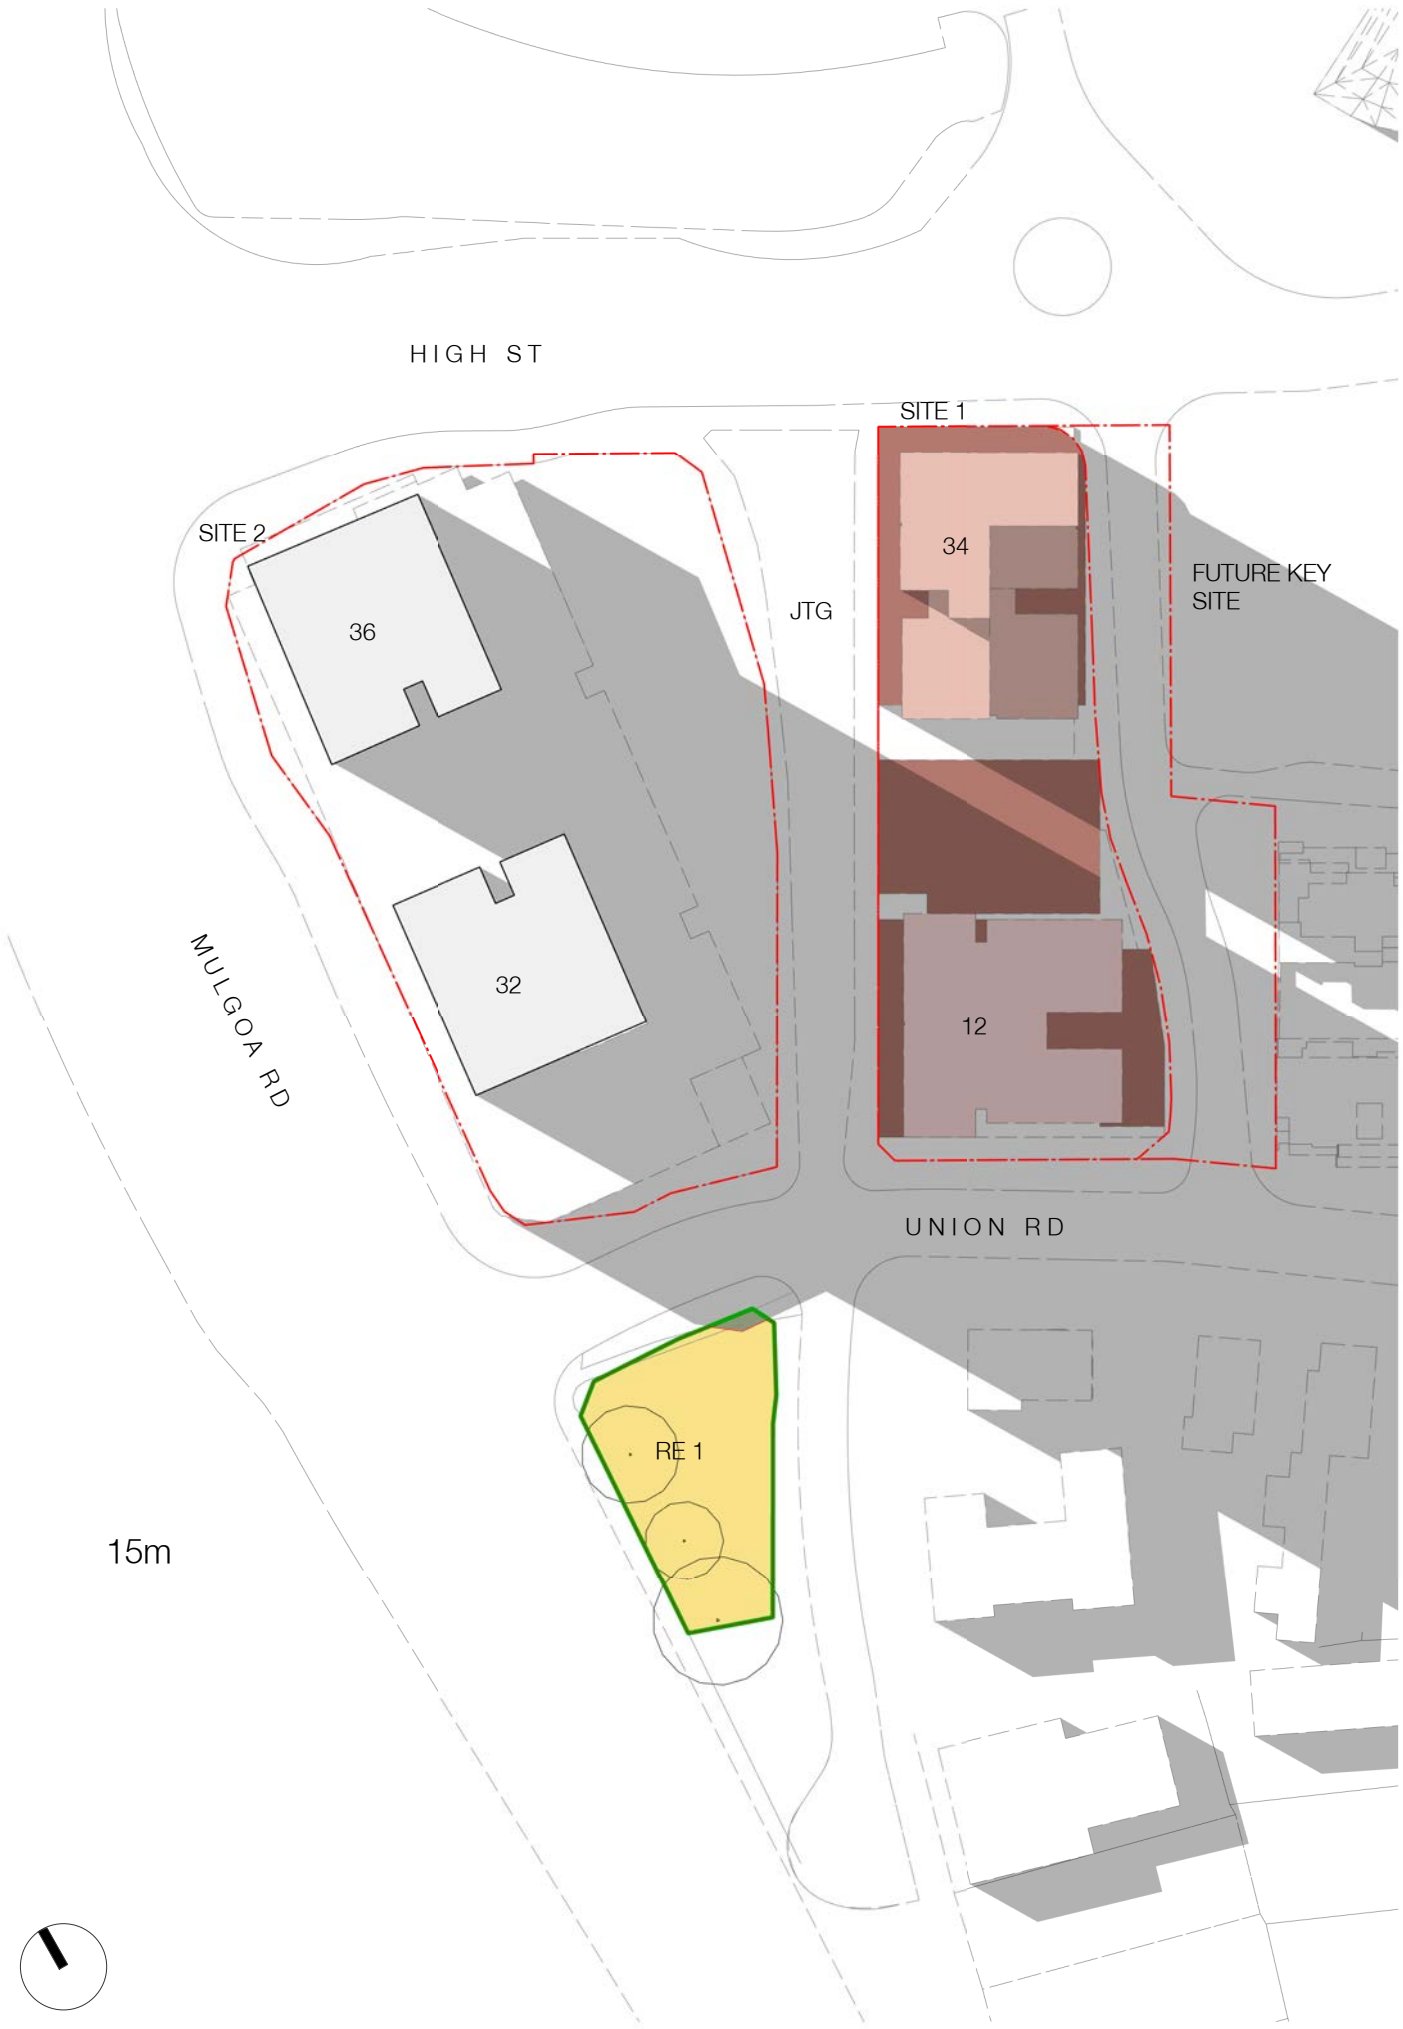 HIGH ST
SITE 1
SITE 2
34
FUTURE KEY
SITE
JTG
36
32
MULGOA RD
12
UNION RD
RE 1
15m